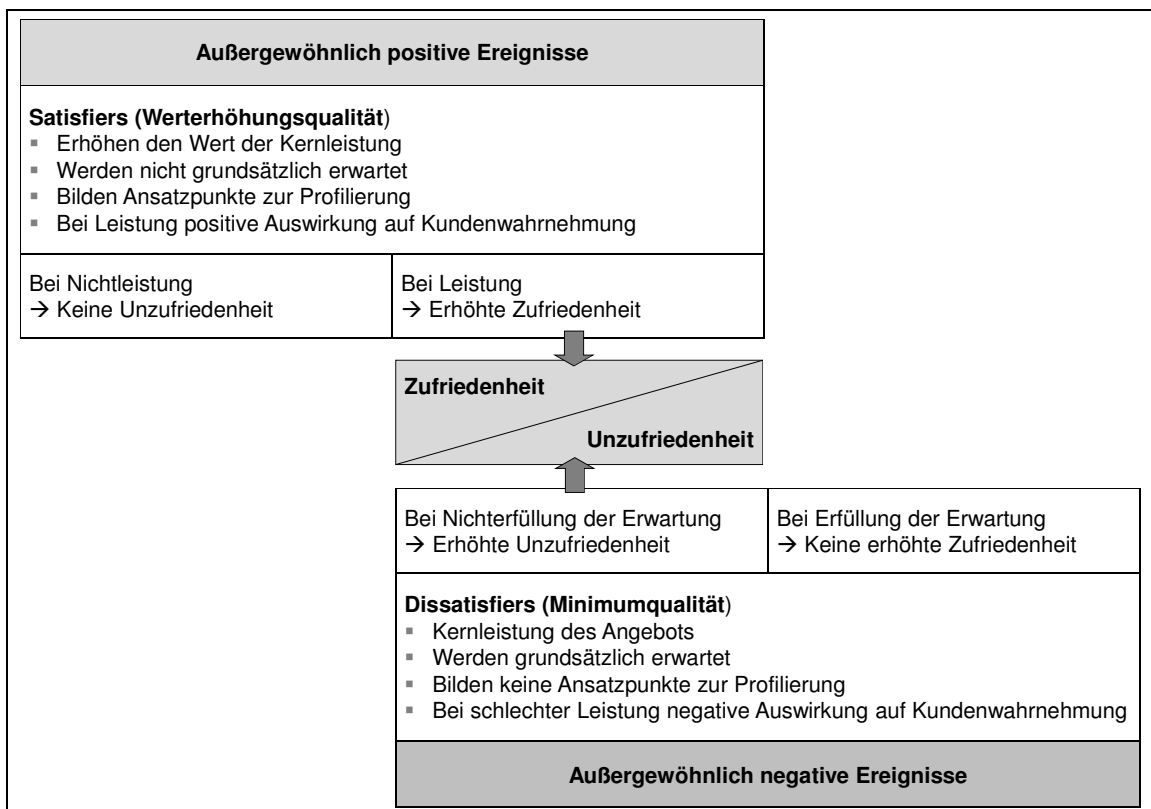 Außergewöhnlich positive Ereignisse
Satisfiers (Werterhöhungsqualität)
▪ Erhöhen den Wert der Kernleistung
▪ Werden nicht grundsätzlich erwartet
▪ Bilden Ansatzpunkte zur Profilierung
▪ Bei Leistung positive Auswirkung auf Kundenwahrnehmung
Bei Nichtleistung
→ Keine Unzufriedenheit
Bei Leistung
→ Erhöhte Zufriedenheit
Zufriedenheit
Unzufriedenheit
Bei Nichterfüllung der Erwartung
→ Erhöhte Unzufriedenheit
Bei Erfüllung der Erwartung
→ Keine erhöhte Zufriedenheit
Dissatisfiers (Minimumqualität)
▪ Kernleistung des Angebots
▪ Werden grundsätzlich erwartet
▪ Bilden keine Ansatzpunkte zur Profilierung
▪ Bei schlechter Leistung negative Auswirkung auf Kundenwahrnehmung
Außergewöhnlich negative Ereignisse